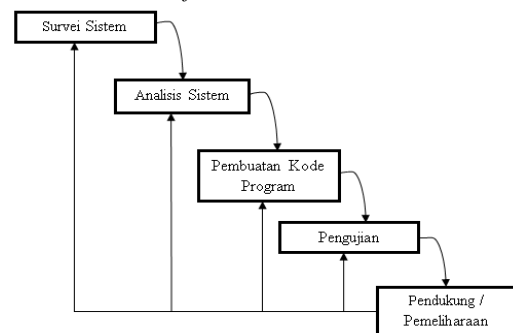 Survei Sistem
Analisis Sistem
Pembuatan Kode
Program
Pengujian
Pendukung /
Pemeliharaan